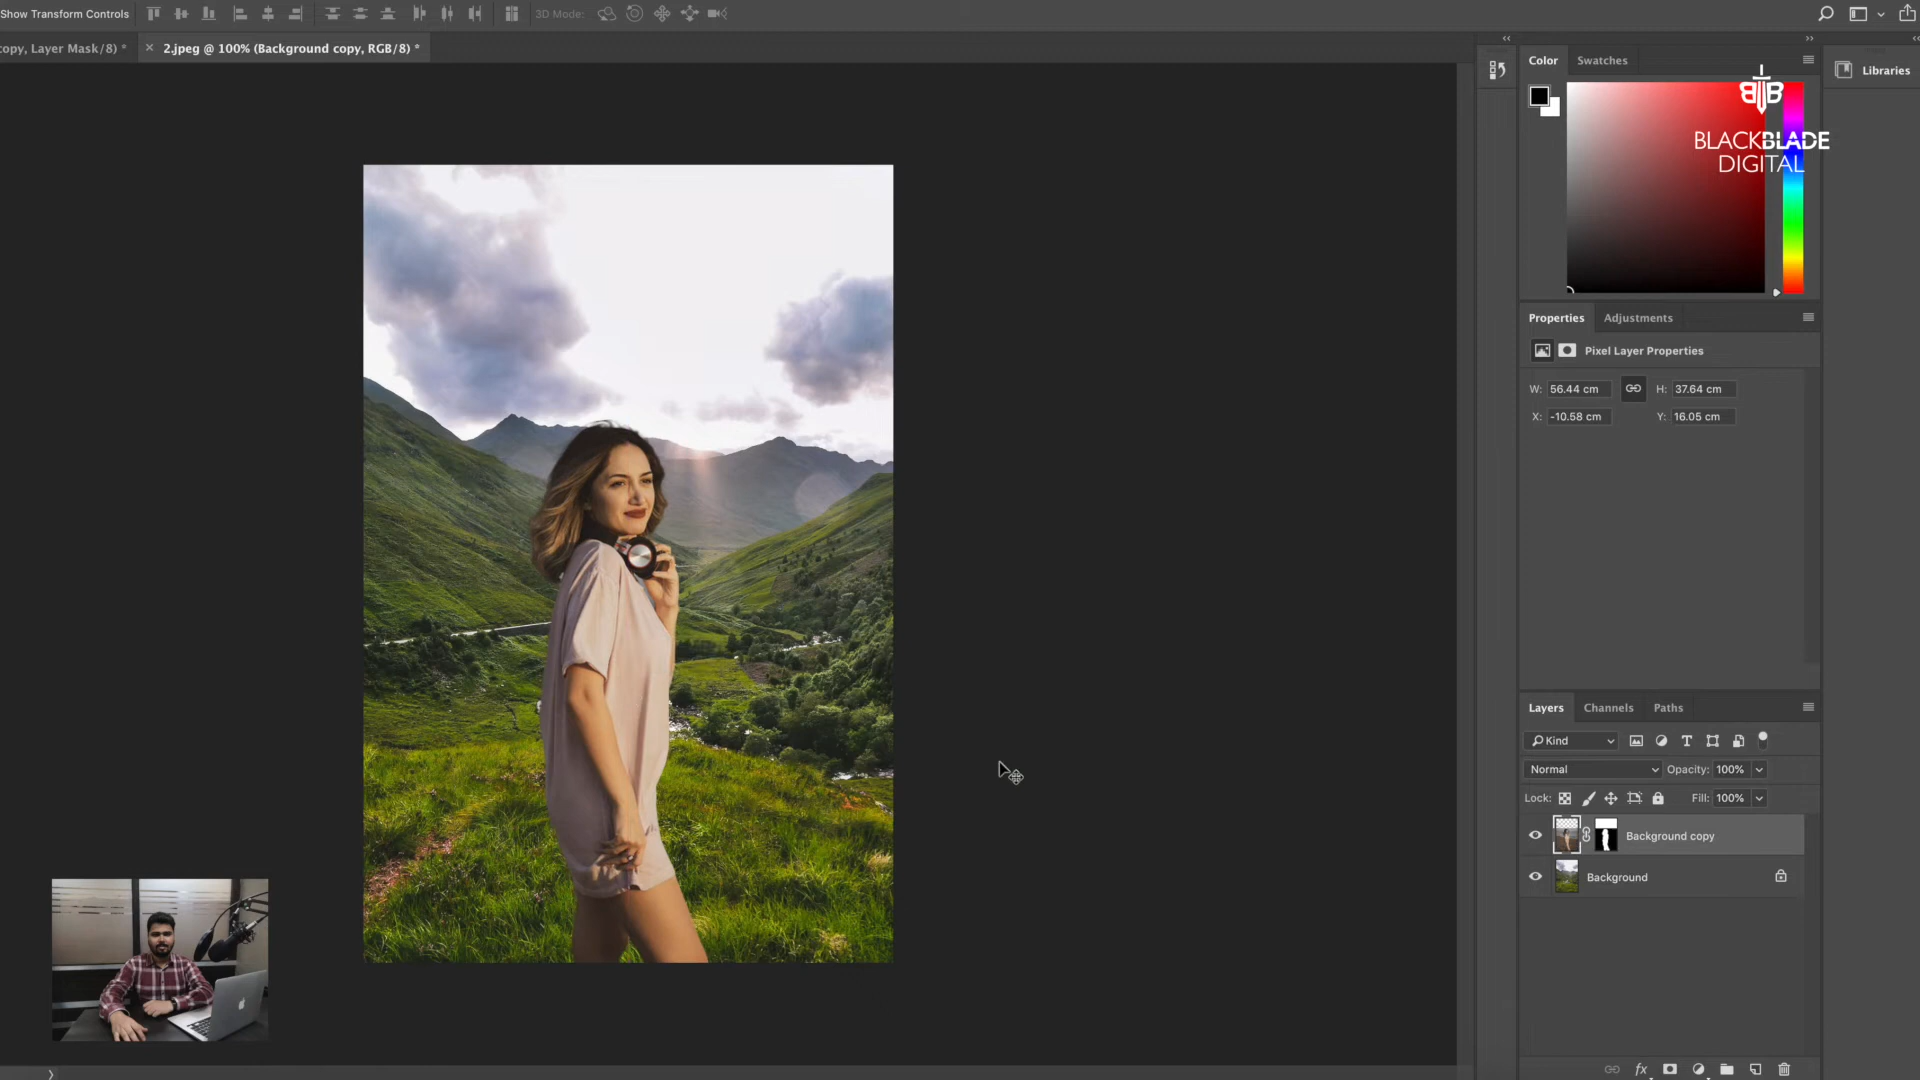 Show Transform Controls
3D Mode:
copy, Layer Mask/8) *
× 2.jpeg @ 100% (Background copy, RGB/8) *
Color
Swatches
Libraries
BLACKBLADE
DIGITAL
Properties
Adjustments
Pixel Layer Properties
W: 56.44 cm
H: 37.64 cm
X: -10.58 cm
Y: 16.05 cm
Layers
Channels
Paths
Kind
Normal
Opacity: 100%
Lock:
Fill: 100%
Background copy
Background
fx